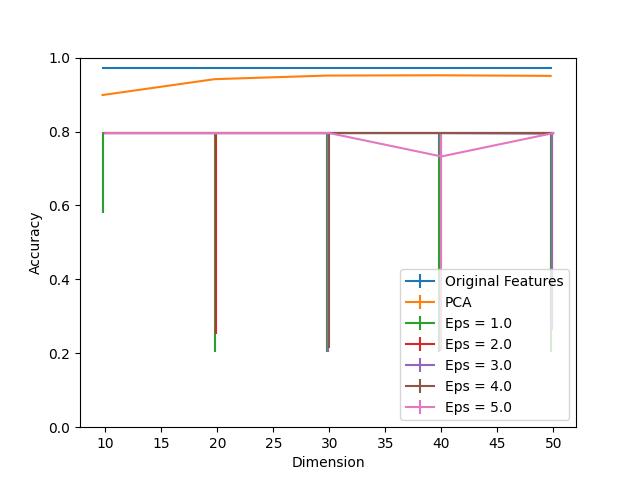 1.0
0.8
0.6
0.4
0.2
0.0
Accuracy
10 15 20 25 30 35 40 45 50
Dimension
Original Features
PCA
Eps = 1.0
Eps = 2.0
Eps = 3.0
Eps = 4.0
Eps = 5.0